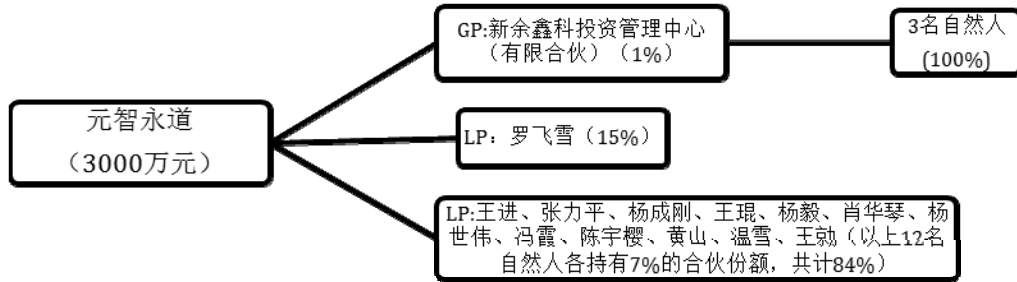 GP:新余鑫科投资管理中心
（有限合伙）（1%）
3名自然人
(100%)
元智永道
（3000万元）
LP：罗飞雪（15%）
LP:王进、张力平、杨成刚、王琨、杨毅、肖华琴、杨
世伟、冯霞、陈宇樱、黄山、温雪、王勍（以上12名
自然人各持有7%的合伙份额，共计84%）